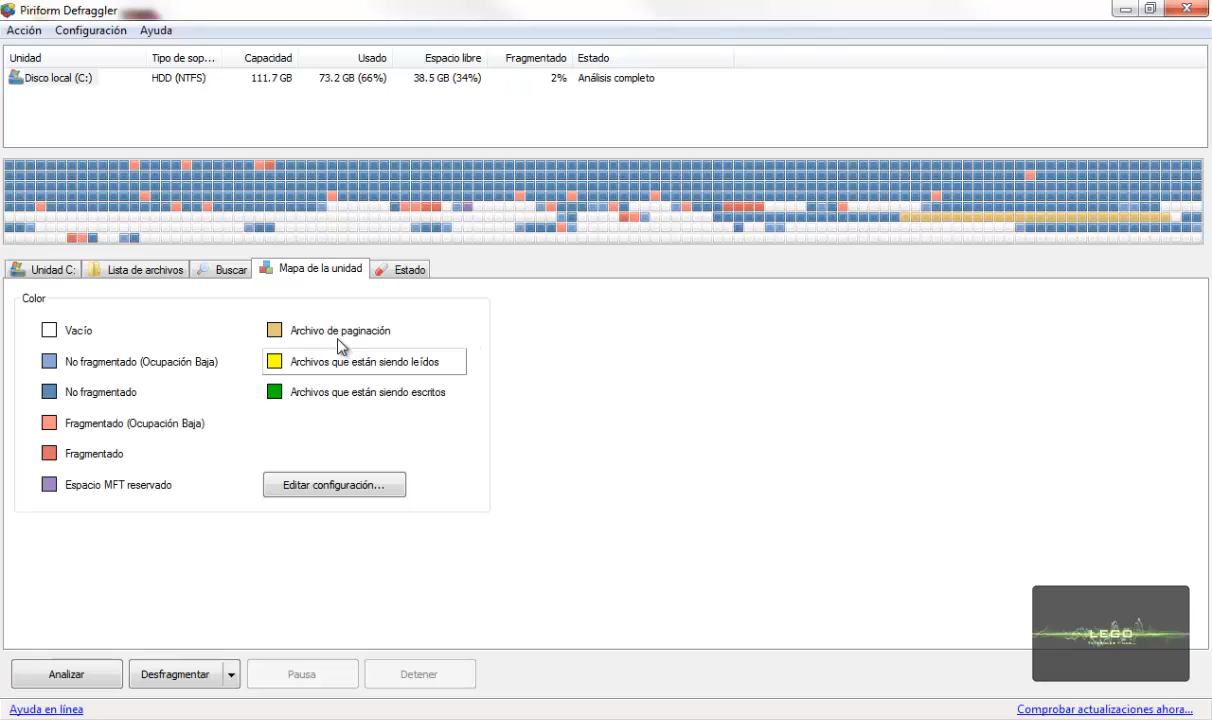 Piriform Defraggler
Acción Configuración Ayuda
Unidad Tipo de sop... Capacidad Usado Espacio libre Fragmentado Estado
Disco local (C:) HDD (NTFS) 111.7 GB 73.2 GB (66%) 38.5 GB (34%) 2% Análisis completo
Unidad C: Lista de archivos Buscar Mapa de la unidad Estado
Color
Vacío Archivo de paginación
No fragmentado (Ocupación Baja) Archivos que están siendo leídos
No fragmentado Archivos que están siendo escritos
Fragmentado (Ocupación Baja)
Fragmentado
Espacio MFT reservado Editar configuración...
LEGO
Analizar Desfragmentar Pausa Detener
Ayuda en línea Comprobar actualizaciones ahora...